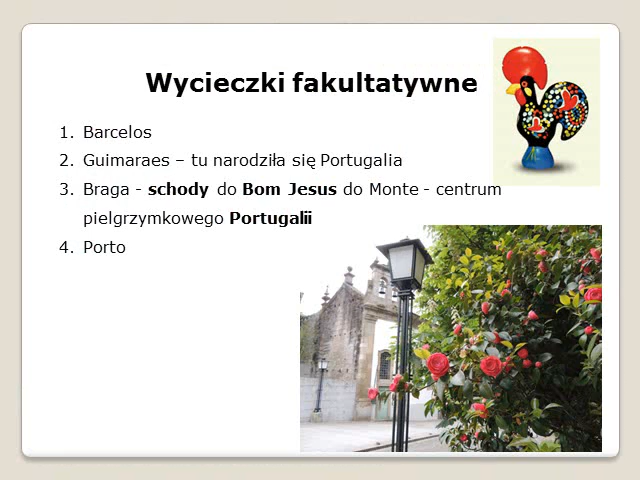 Wycieczki fakultatywne
1. Barcelos
2. Guimaraes – tu narodziła się Portugalia
3. Braga - schody do Bom Jesus do Monte - centrum
pielgrzymkowego Portugalii
4. Porto